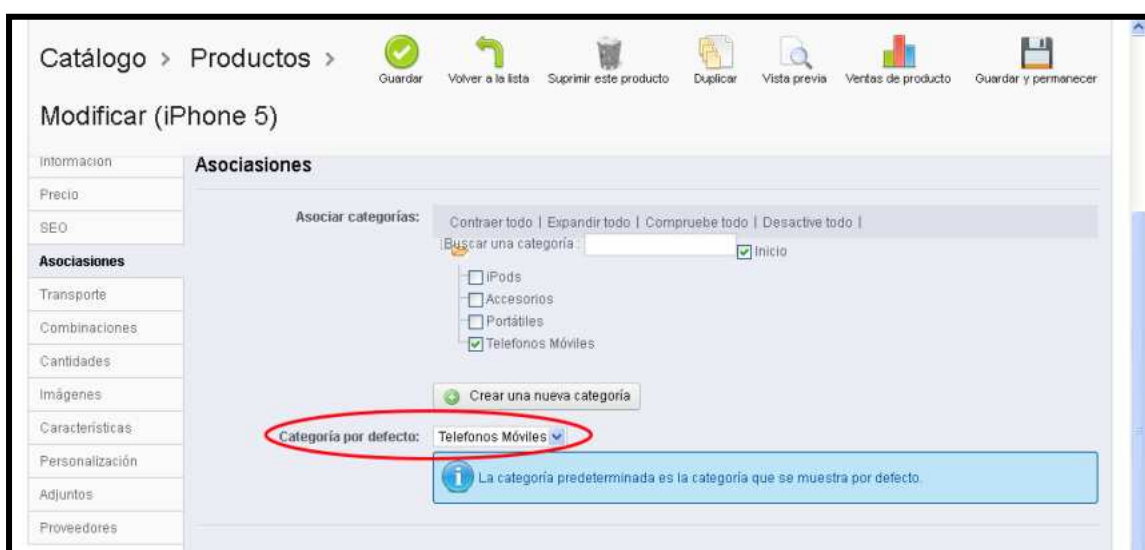 Catálogo > Productos >
Guardar
Volver a la lista
Suprimir este producto
Duplicar
Vista previa
Ventas de producto
Guardar y permanecer
Modificar (iPhone 5)
Información
Precio
SEO
Asociasiones
Transporte
Combinaciones
Cantidades
Imágenes
Características
Personalización
Adjuntos
Proveedores
Asociasiones
Asociar categorías:
Contraer todo | Expandir todo | Compruebe todo | Desactive todo |
Buscar una categoría :
Inicio
iPods
Accesorios
Portátiles
Telefonos Móviles
Crear una nueva categoría
Categoría por defecto: Telefonos Móviles
La categoría predeterminada es la categoría que se muestra por defecto.